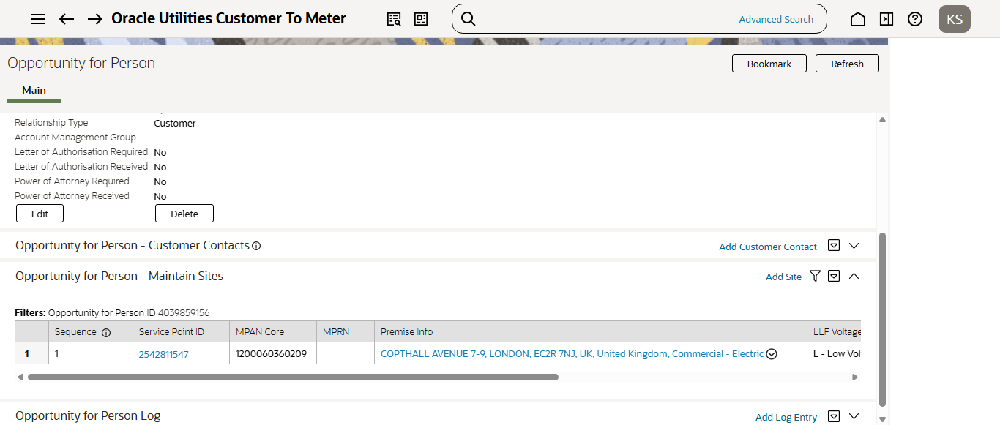 Oracle Utilities Customer To Meter
Advanced Search
KS
Opportunity for Person
Bookmark
Refresh
Main
Relationship Type Customer
Account Management Group
Letter of Authorisation Required No
Letter of Authorisation Received No
Power of Attorney Required No
Power of Attorney Received No
Edit Delete
Opportunity for Person - Customer Contacts Add Customer Contact
Opportunity for Person - Maintain Sites Add Site
Filters: Opportunity for Person ID 4039859156
Sequence Service Point ID MPAN Core MPRN Premise Info LLF Voltage
1 1 2542811547 1200060360209 COPTHALL AVENUE 7-9, LONDON, EC2R 7NJ, UK, United Kingdom, Commercial - Electric L - Low Vol
Opportunity for Person Log Add Log Entry